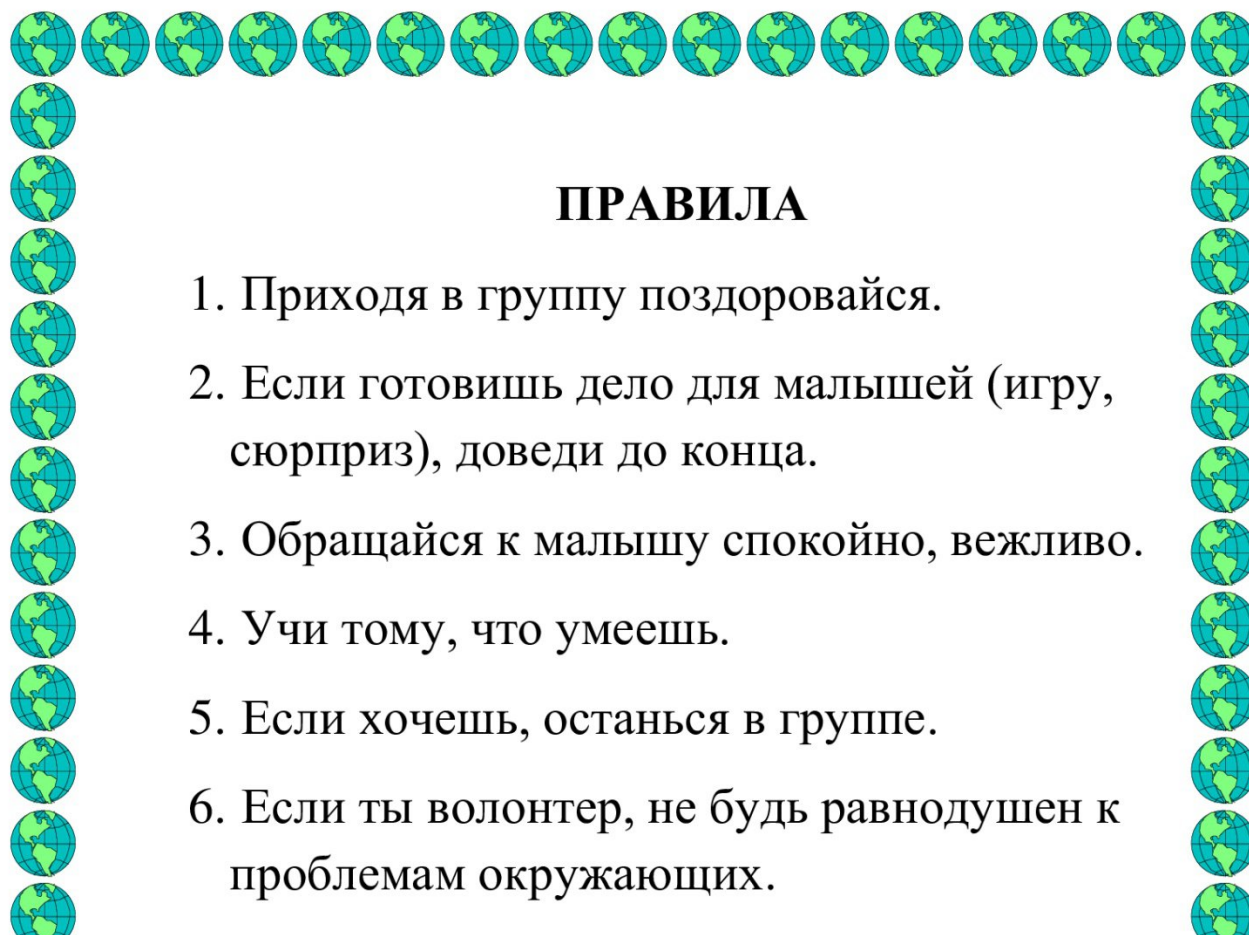 ПРАВИЛА
1. Приходя в группу поздоровайся.
2. Если готовишь дело для малышей (игру,
сюрприз), доведи до конца.
3. Обращайся к малышу спокойно, вежливо.
4. Учи тому, что умеешь.
5. Если хочешь, останься в группе.
6. Если ты волонтер, не будь равнодушен к
проблемам окружающих.